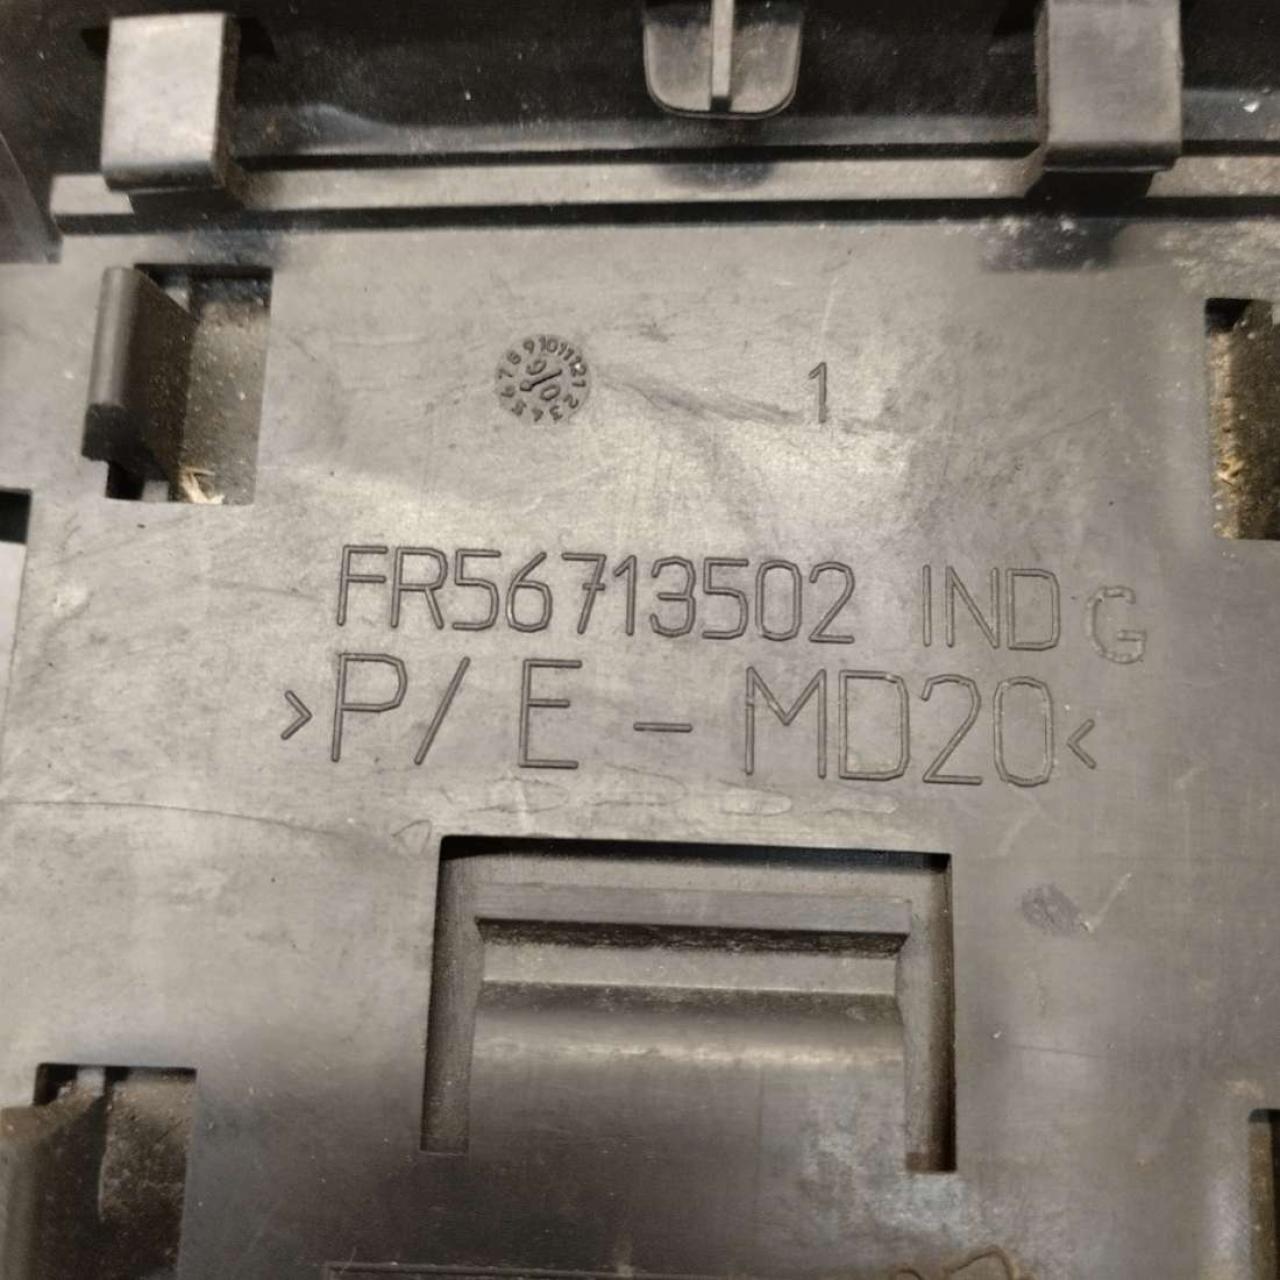 1
FR56713502 IND G
>P/E-MD20<